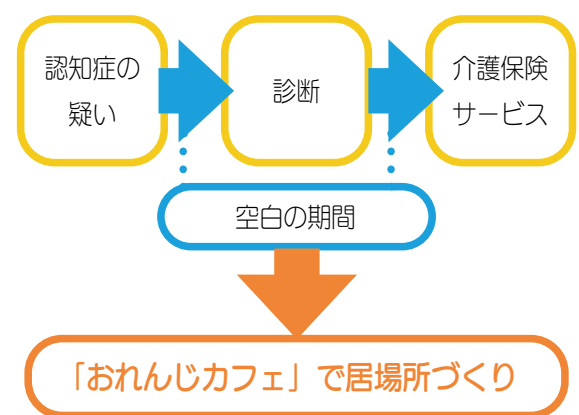 認知症の
疑い
診断
介護保険
サービス
空白の期間
「おれんじカフェ」で居場所づくり